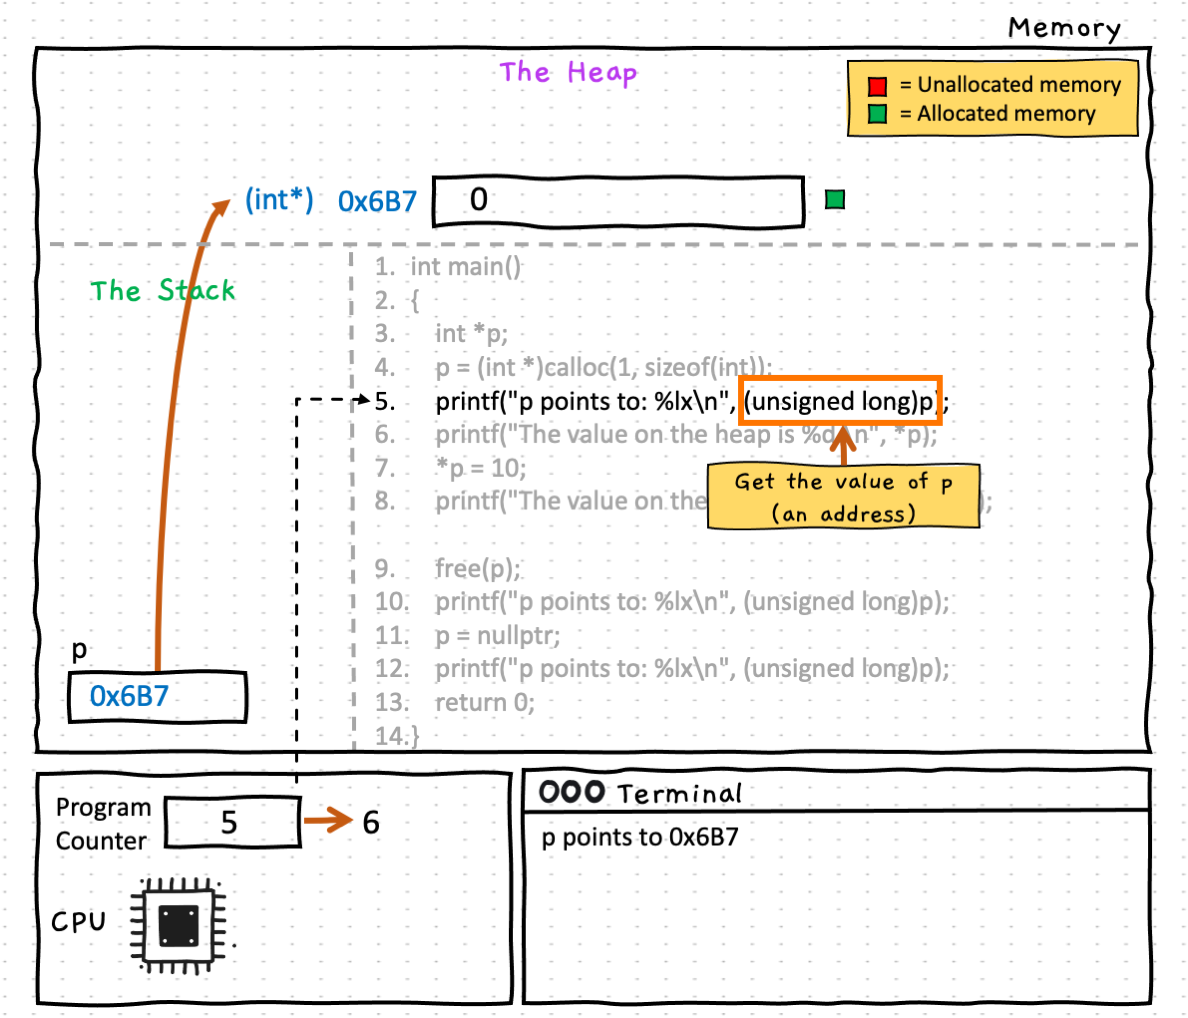 Memory
The Heap
= Unallocated memory
= Allocated memory
(int*) 0x6B7 0
The Stack
1. int main()
2. {
3. int *p;
4. p = (int *)calloc(1, sizeof(int));
5. printf("p points to: %lx\n", (unsigned long)p);
6. printf("The value on the heap is %d \n", *p);
7. *p = 10;
8. printf("The value on the );
Get the value of p
(an address)
9. free(p);
10. printf("p points to: %lx\n", (unsigned long)p);
11. p = nullptr;
12. printf("p points to: %lx\n", (unsigned long)p);
13. return 0;
14.}
p
0x6B7
Program
Counter
5
6
CPU
Terminal
p points to 0x6B7